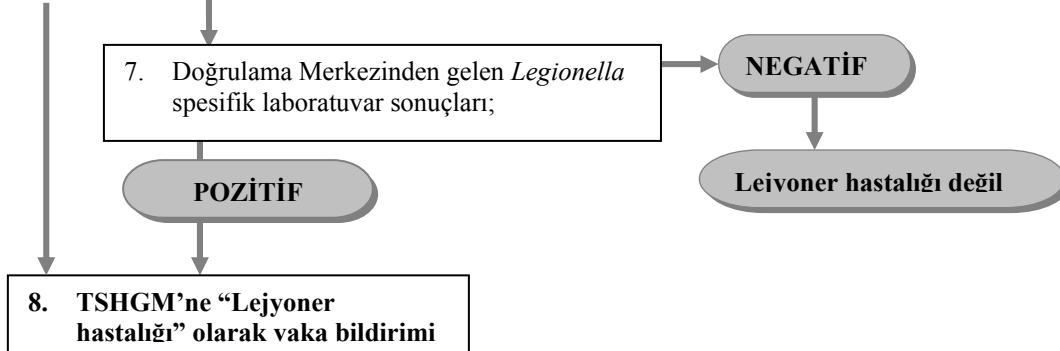 7. Doğrulama Merkezinden gelen Legionella
spesifik laboratuvar sonuçları;
NEGATİF
POZİTİF
Lejyoner hastalığı değil
8. TSHGM’ne “Lejyoner
hastalığı” olarak vaka bildirimi